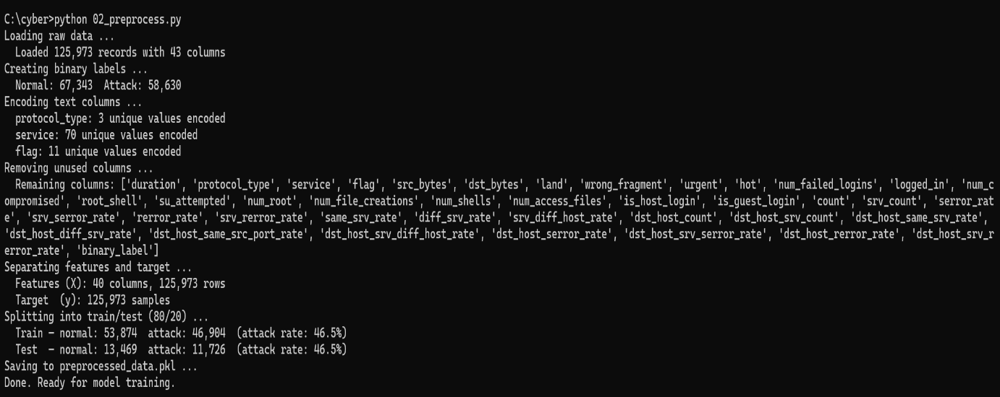 C:\cyber>python 02_preprocess.py
Loading raw data ...
  Loaded 125,973 records with 43 columns
Creating binary labels ...
  Normal: 67,343  Attack: 58,630
Encoding text columns ...
  protocol_type: 3 unique values encoded
  service: 70 unique values encoded
  flag: 11 unique values encoded
Removing unused columns ...
  Remaining columns: ['duration', 'protocol_type', 'service', 'flag', 'src_bytes', 'dst_bytes', 'land', 'wrong_fragment', 'urgent', 'hot', 'num_failed_logins', 'logged_in', 'num_c
ompromised', 'root_shell', 'su_attempted', 'num_root', 'num_file_creations', 'num_shells', 'num_access_files', 'is_host_login', 'is_guest_login', 'count', 'srv_count', 'serror_rat
e', 'srv_serror_rate', 'rerror_rate', 'srv_rerror_rate', 'same_srv_rate', 'diff_srv_rate', 'srv_diff_host_rate', 'dst_host_count', 'dst_host_srv_count', 'dst_host_same_srv_rate',
'dst_host_diff_srv_rate', 'dst_host_same_src_port_rate', 'dst_host_srv_diff_host_rate', 'dst_host_serror_rate', 'dst_host_srv_serror_rate', 'dst_host_rerror_rate', 'dst_host_srv_r
error_rate', 'binary_label']
Separating features and target ...
  Features (X): 40 columns, 125,973 rows
  Target  (y): 125,973 samples
Splitting into train/test (80/20) ...
  Train — normal: 53,874  attack: 46,904  (attack rate: 46.5%)
  Test  — normal: 13,469  attack: 11,726  (attack rate: 46.5%)
Saving to preprocessed_data.pkl ...
Done. Ready for model training.